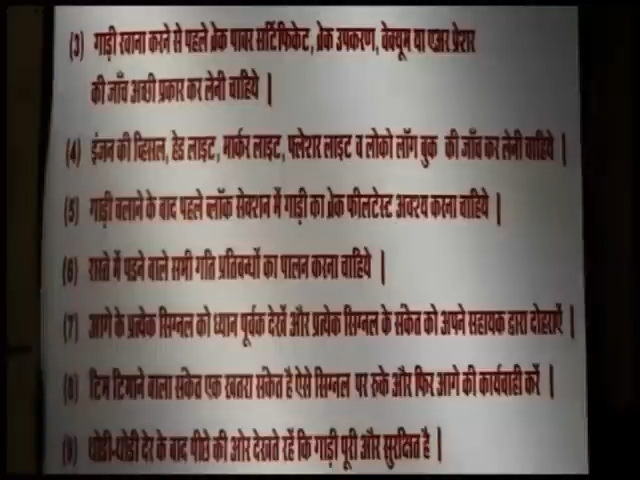 (3) गाड़ी रवाना करने से पहले ब्रेक पावर सर्टिफिकेट, ब्रेक उपकरण, वेक्यूम या एअर प्रेशर
की जाँच अच्छी प्रकार कर लेनी चाहिये |
(4) इंजन की व्हिसल, हेड लाइट, मार्कर लाइट, फ्लेशर लाइट व लोको लॉग बुक की जाँच कर लेनी चाहिये |
(5) गाड़ी चलाने के बाद पहले ब्लॉक सेक्शन में गाड़ी का ब्रेक फीलटेस्ट अवश्य करना चाहिये |
(6) रास्ते में पड़ने वाले सभी गति प्रतिबन्धों का पालन करना चाहिये |
(7) आगे के प्रत्येक सिग्नल को ध्यान पूर्वक देखें और प्रत्येक सिग्नल के संकेत को अपने सहायक द्वारा दोहराएँ |
(8) टिम टिमाने वाला संकेत एक खतरा संकेत है ऐसे सिग्नल पर रुके और फिर आगे की कार्यवाही करें |
(9) थोडी-थोडी देर के बाद पीछे की ओर देखते रहें कि गाड़ी पूरी और सुरक्षित है |